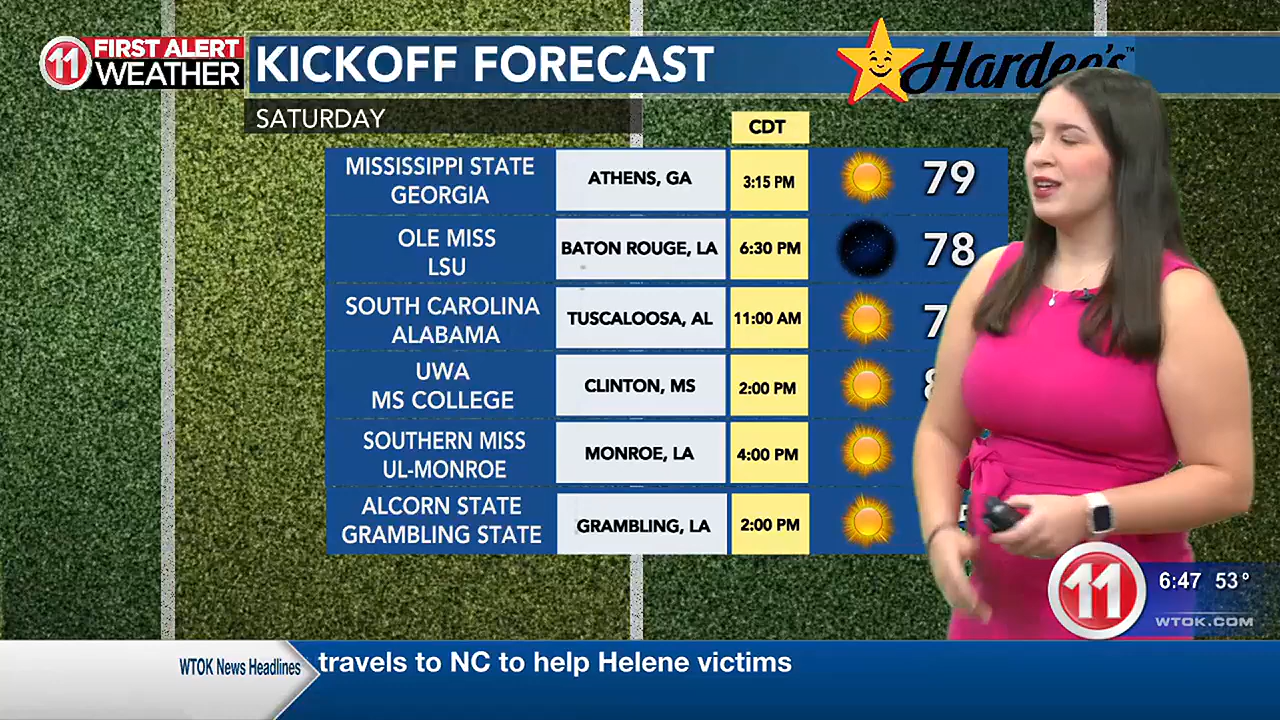 11 FIRST ALERT
WEATHER
KICKOFF FORECAST
Hardee's™
SATURDAY
CDT
MISSISSIPPI STATE
GEORGIA
ATHENS, GA
3:15 PM
79
OLE MISS
LSU
BATON ROUGE, LA
6:30 PM
78
SOUTH CAROLINA
ALABAMA
TUSCALOOSA, AL
11:00 AM
7
UWA
MS COLLEGE
CLINTON, MS
2:00 PM
SOUTHERN MISS
UL-MONROE
MONROE, LA
4:00 PM
ALCORN STATE
GRAMBLING STATE
GRAMBLING, LA
2:00 PM
11
6:47 53°
WTOK.COM
WTOK News Headlines
travels to NC to help Helene victims